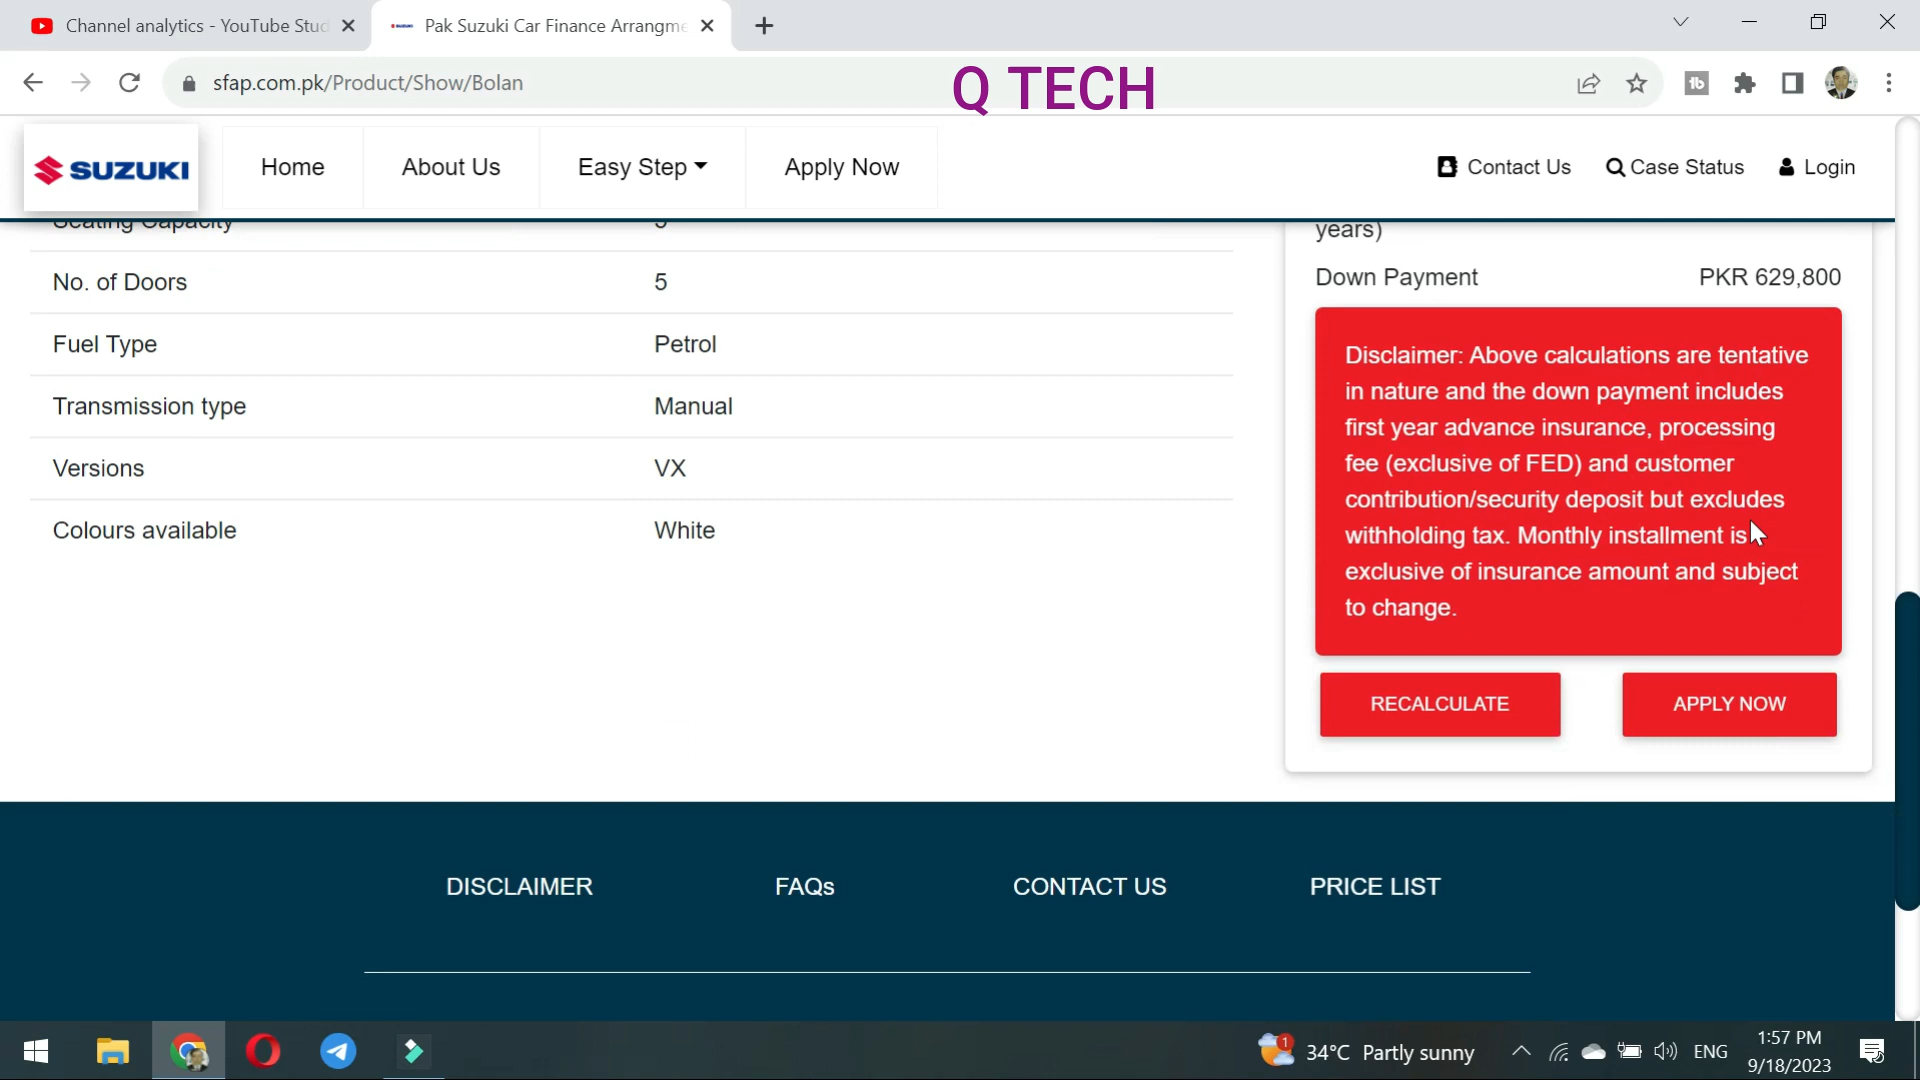 Channel analytics - YouTube Stud
Pak Suzuki Car Finance Arrangme
sfap.com.pk/Product/Show/Bolan
Q TECH
SUZUKI
Home
About Us
Easy Step
Apply Now
Contact Us
Case Status
Login
Seating Capacity
years)
No. of Doors 5
Down Payment PKR 629,800
Fuel Type Petrol
Transmission type Manual
Versions VX
Colours available White
Disclaimer: Above calculations are tentative
in nature and the down payment includes
first year advance insurance, processing
fee (exclusive of FED) and customer
contribution/security deposit but excludes
withholding tax. Monthly installment is
exclusive of insurance amount and subject
to change.
RECALCULATE
APPLY NOW
DISCLAIMER
FAQs
CONTACT US
PRICE LIST
1
34°C Partly sunny
ENG
1:57 PM
9/18/2023